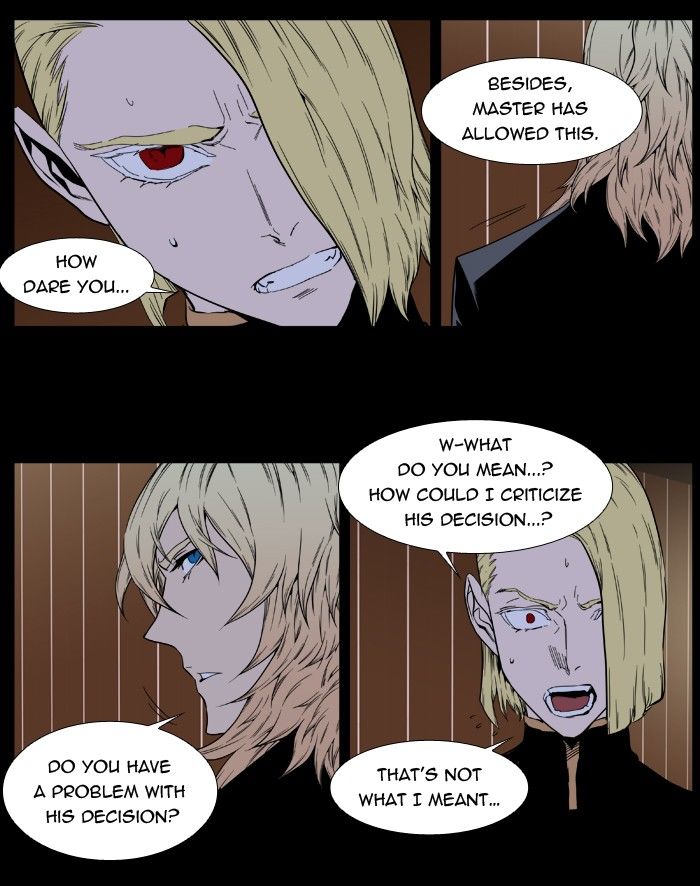 HOW
DARE YOU...
BESIDES,
MASTER HAS
ALLOWED THIS.
DO YOU HAVE
A PROBLEM WITH
HIS DECISION?
W-WHAT
DO YOU MEAN...?
HOW COULD I CRITICIZE
HIS DECISION...?
THAT'S NOT
WHAT I MEANT...